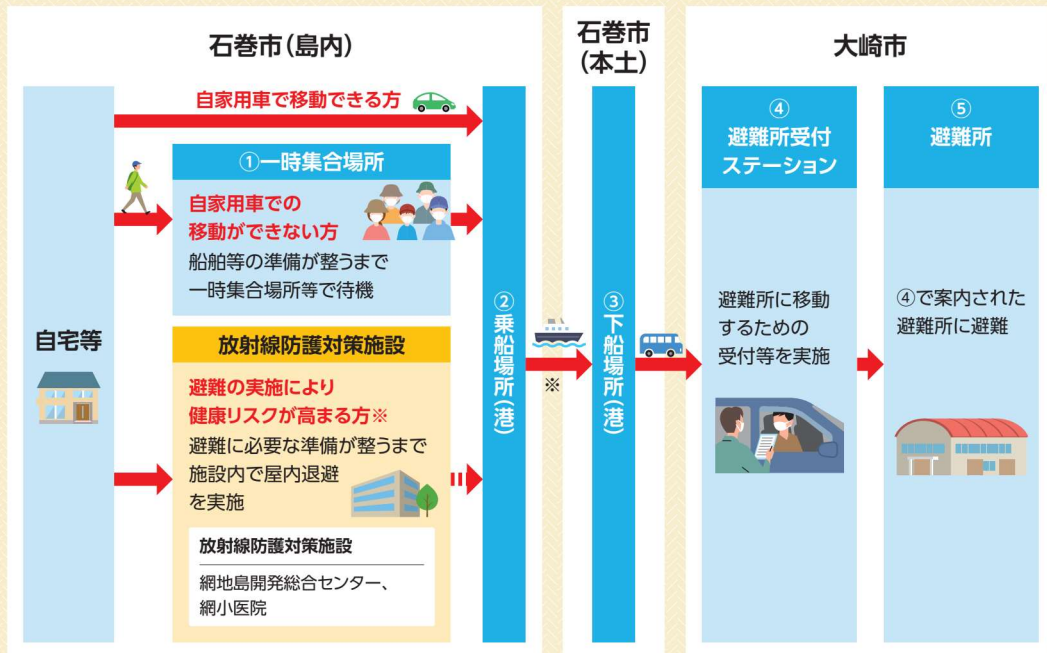 石巻市（島内）
石巻市
（本土）
大崎市
自宅等
自家用車で移動できる方
①一時集合場所
自家用車での
移動ができない方
船舶等の準備が整うまで
一時集合場所等で待機
放射線防護対策施設
避難の実施により
健康リスクが高まる方※
避難に必要な準備が整うまで
施設内で屋内退避
を実施
放射線防護対策施設
網地島開発総合センター、
網小医院
②乗船場所（港）
※
③下船場所（港）
④
避難所受付
ステーション
避難所に移動
するための
受付等を実施
⑤
避難所
④で案内された
避難所に避難